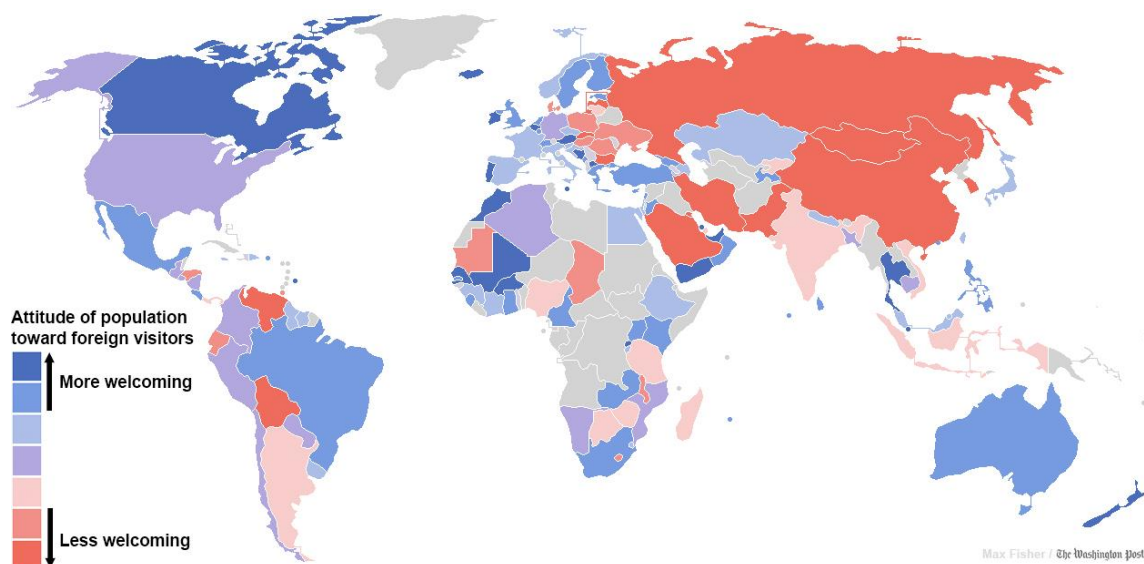 Attitude of population
toward foreign visitors
More welcoming
Less welcoming
Max Fisher / The Washington Post